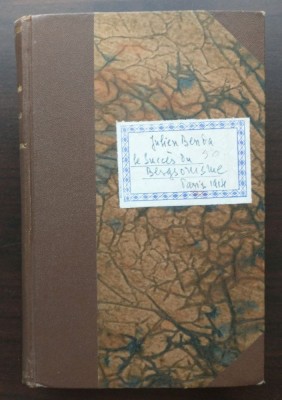 Julien Benda
le Succès du
Bergsonisme
Paris 1914